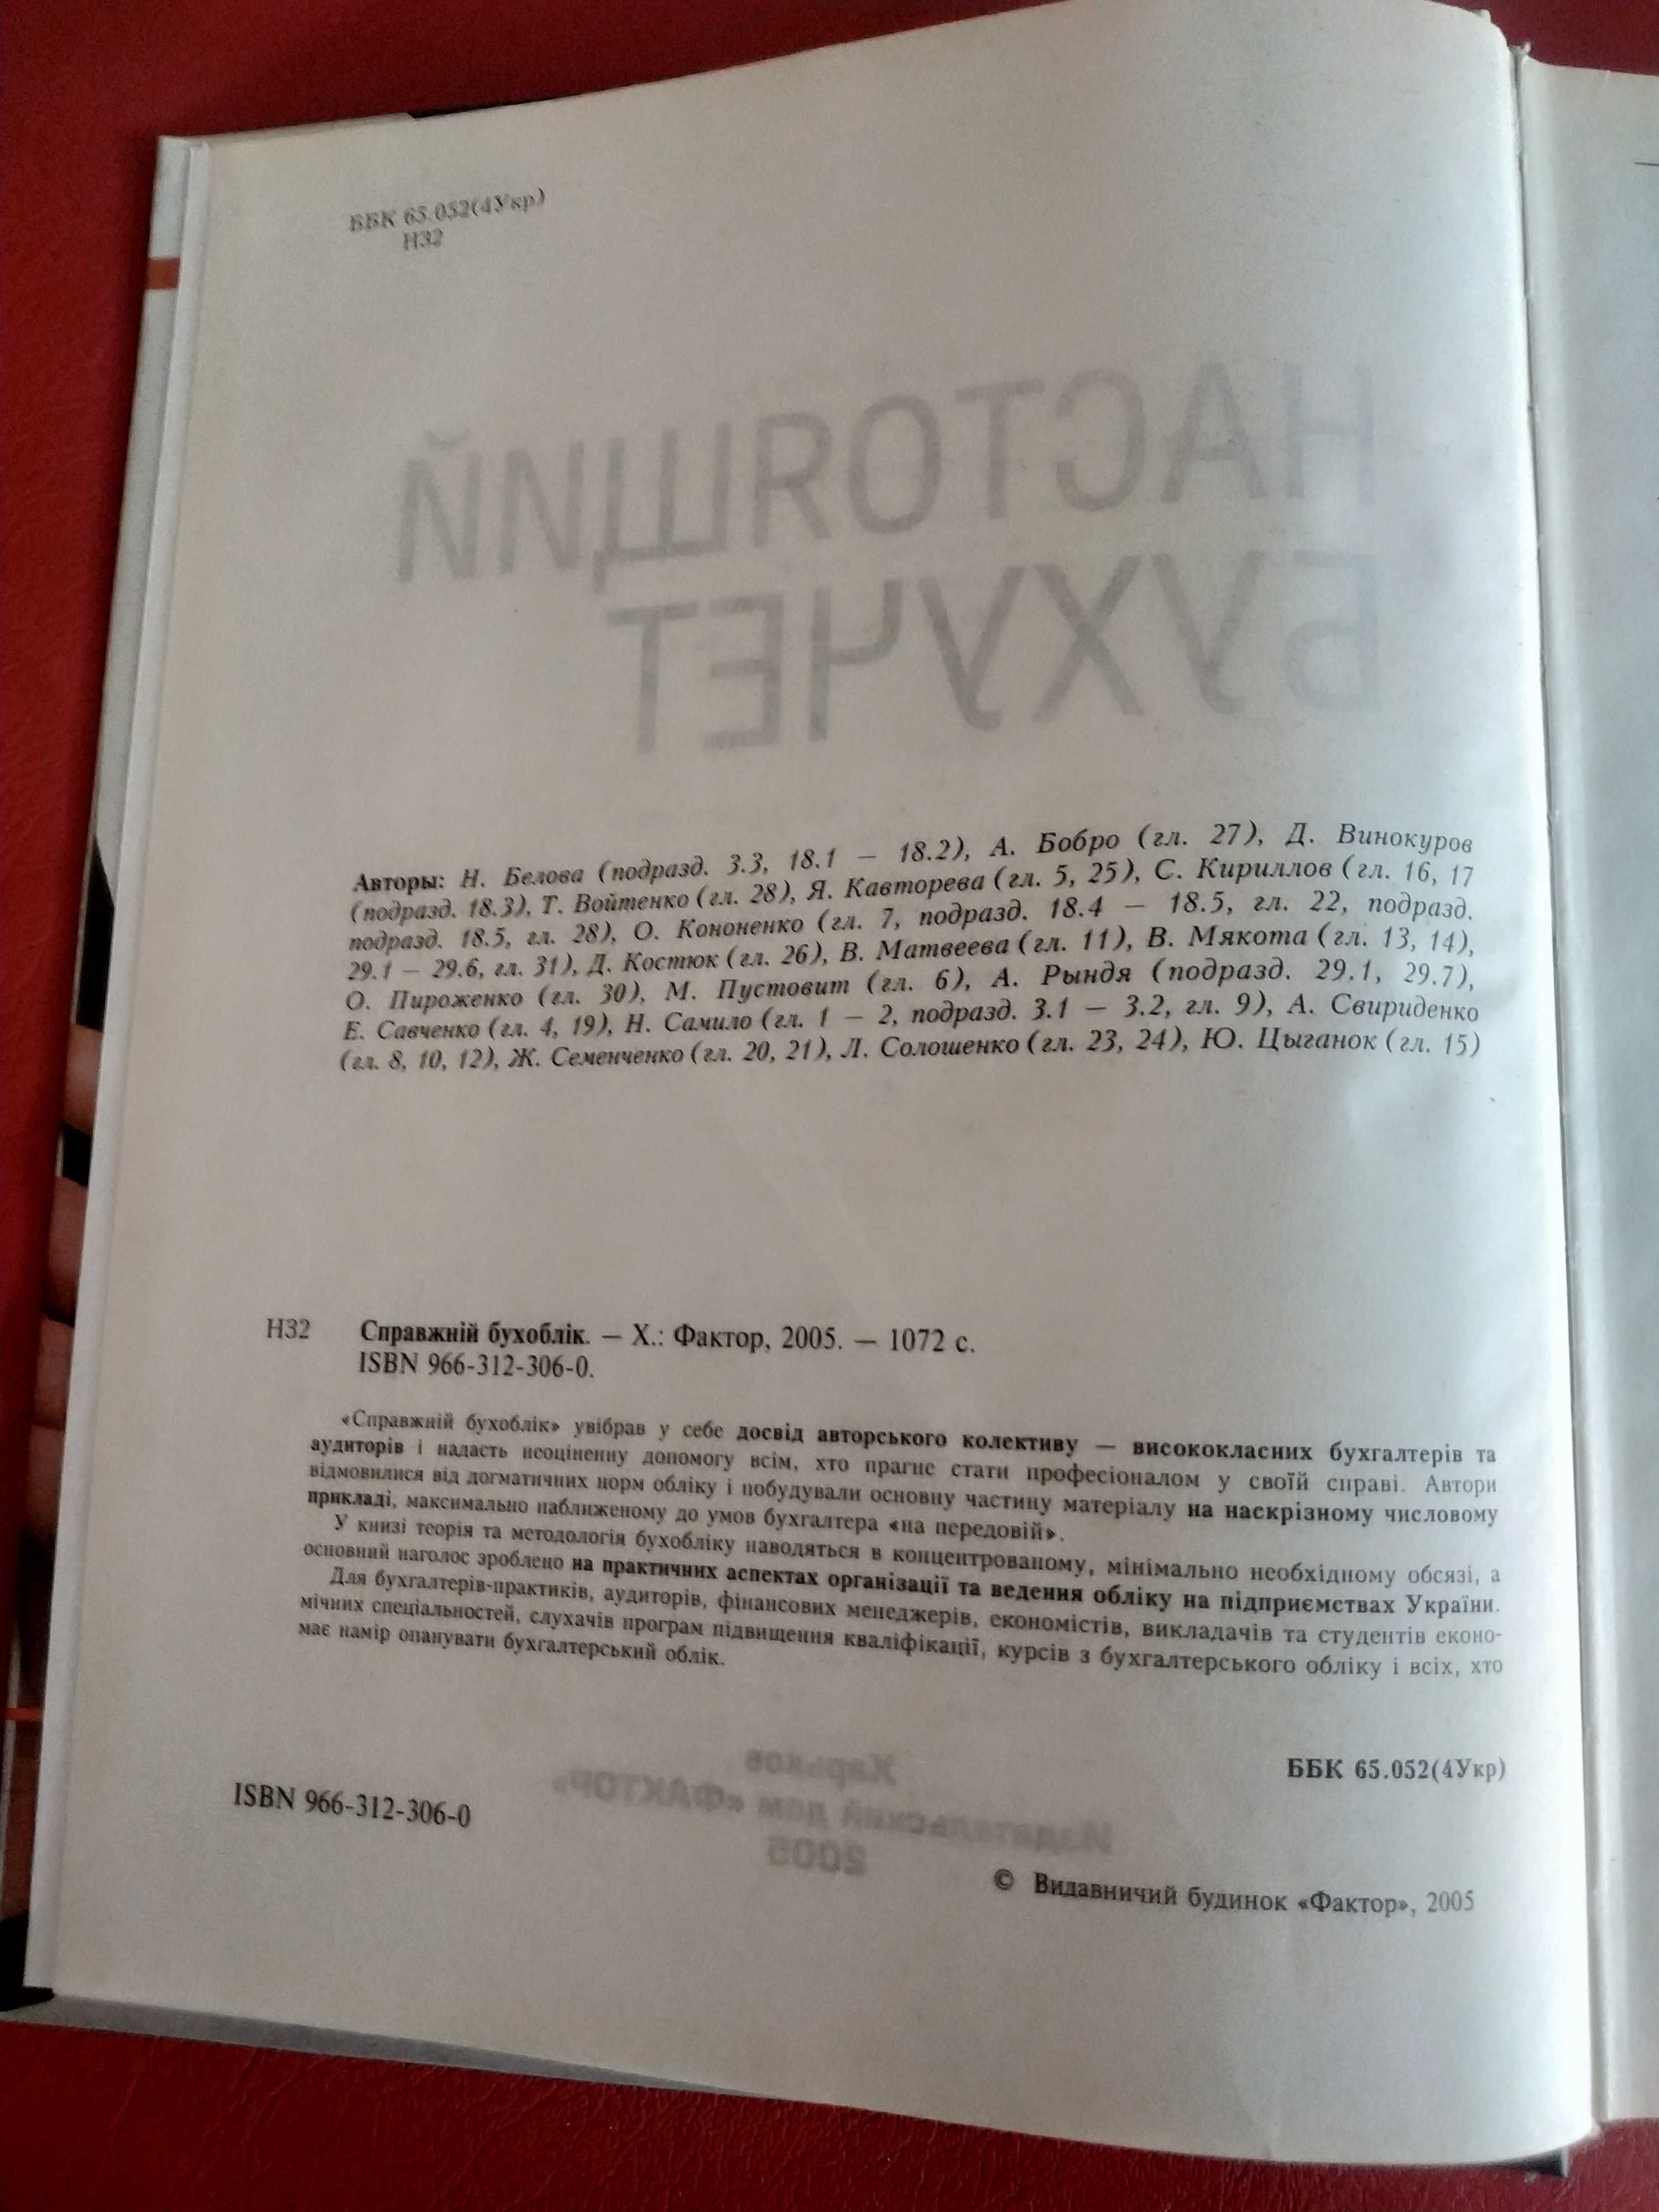 ББК 65.052(4Укр)
Н32
НАСТОЯЩИЙ
БУХУЧЕТ
Авторы: Н. Белова (подразд. 3.3, 18.1 — 18.2), А. Бобро (гл. 27), Д. Винокуров
(подразд. 18.3), Т. Войтенко (гл. 28), Я. Кавторева (гл. 5, 25), С. Кириллов (гл. 16, 17
подразд. 18.5, гл. 28), О. Кононенко (гл. 7, подразд. 18.4 — 18.5, гл. 22, подразд.
29.1 — 29.6, гл. 31), Д. Костюк (гл. 26), В. Матвеева (гл. 11), В. Мякота (гл. 13, 14),
О. Пироженко (гл. 30), М. Пустовит (гл. 6), А. Рындя (подразд. 29.1, 29.7),
Е. Савченко (гл. 4, 19), Н. Самило (гл. 1 — 2, подразд. 3.1 — 3.2, гл. 9), А. Свириденко
(гл. 8, 10, 12), Ж. Семенченко (гл. 20, 21), Л. Солошенко (гл. 23, 24), Ю. Цыганок (гл. 15)
Н32 Справжній бухоблік. — Х.: Фактор, 2005. — 1072 с.
ISBN 966-312-306-0.
«Справжній бухоблік» увібрав у себе досвід авторського колективу — висококласних бухгалтерів та
аудиторів і надасть неоціненну допомогу всім, хто прагне стати професіоналом у своїй справі. Автори
відмовилися від догматичних норм обліку і побудували основну частину матеріалу на наскрізному числовому
прикладі, максимально наближеному до умов бухгалтера «на передовій».
У книзі теорія та методологія бухобліку наводяться в концентрованому, мінімально необхідному обсязі, а
основний наголос зроблено на практичних аспектах організації та ведення обліку на підприємствах України.
Для бухгалтерів-практиків, аудиторів, фінансових менеджерів, економістів, викладачів та студентів еконо-
мічних спеціальностей, слухачів програм підвищення кваліфікації, курсів з бухгалтерського обліку і всіх, хто
має намір опанувати бухгалтерський облік.
ББК 65.052(4Укр)
ISBN 966-312-306-0
Харьков
Издательский дом «ФАКТОР»
2005
© Видавничий будинок «Фактор», 2005